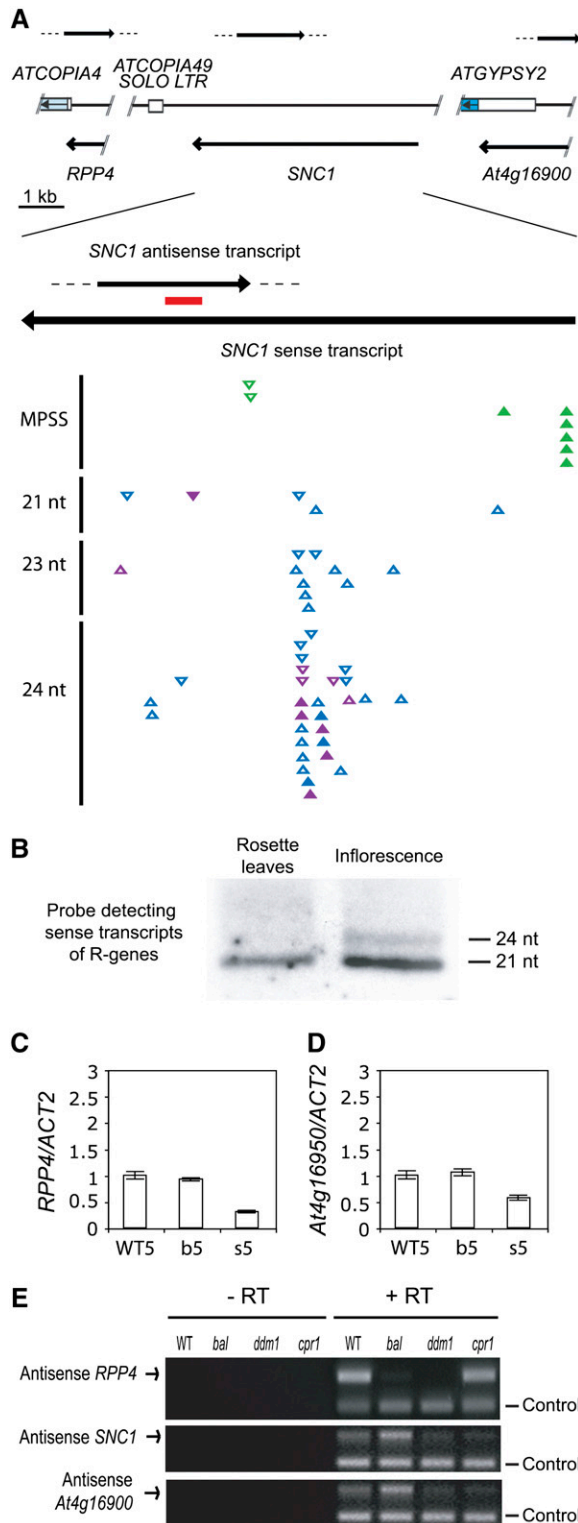 A
ATCOPIA4
ATCOPIA49
SOLO LTR
ATGYPSY2
RPP4
SNC1
At4g16900
1 kb
SNC1 antisense transcript
SNC1 sense transcript
MPSS
21 nt
23 nt
24 nt
B
Rosette
leaves
Inflorescence
Probe detecting
sense transcripts
of R-genes
24 nt
21 nt
C
RPP4/ACT2
3
2.5
2
1.5
1
0.5
0
WT5
b5
s5
D
At4g16950/ACT2
3
2.5
2
1.5
1
0.5
0
WT5
b5
s5
E
- RT
+ RT
WT
bal
ddm1
cpr1
WT
bal
ddm1
cpr1
Antisense RPP4
Control
Antisense SNC1
Control
Antisense
At4g16900
Control